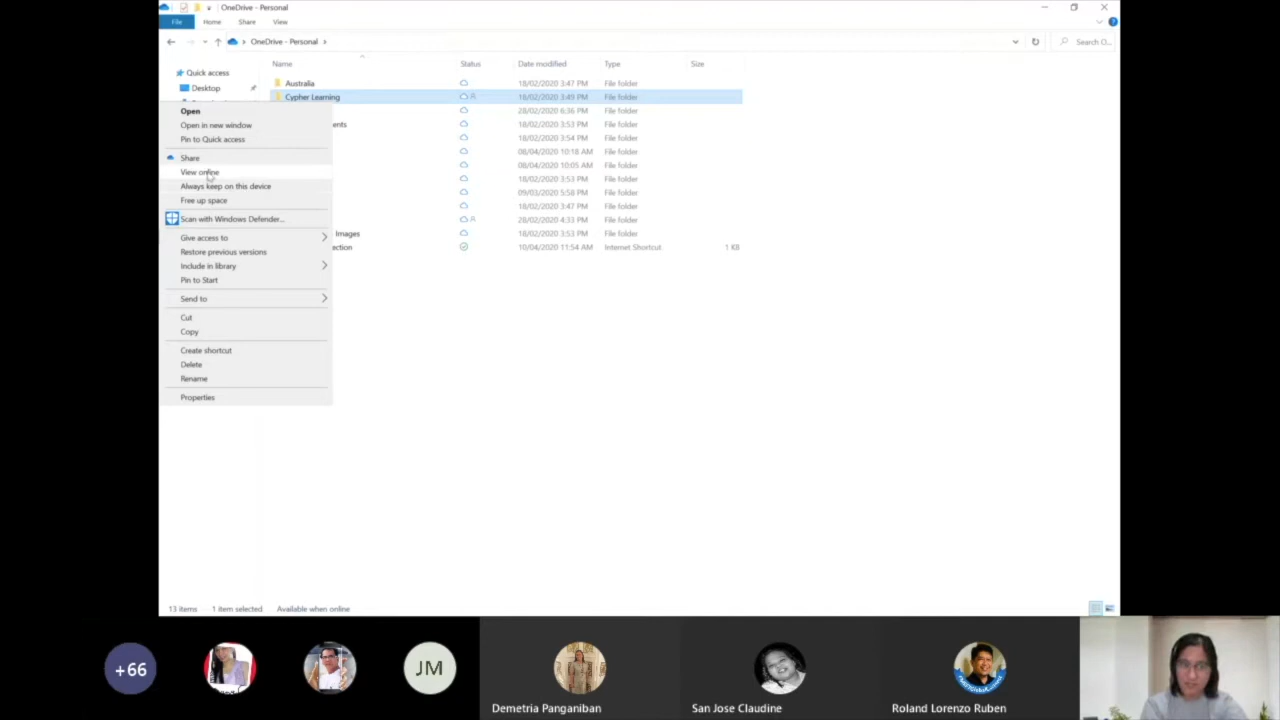 OneDrive - Personal
File Home Share View
OneDrive - Personal
Search O...
Name Status Date modified Type Size
Quick access
Desktop
Australia 18/02/2020 3:47 PM File folder
Cypher Learning 18/02/2020 3:49 PM File folder
28/02/2020 6:36 PM File folder
ents 18/02/2020 3:53 PM File folder
18/02/2020 3:54 PM File folder
08/04/2020 10:18 AM File folder
08/04/2020 10:05 AM File folder
18/02/2020 3:53 PM File folder
09/03/2020 5:58 PM File folder
18/02/2020 3:47 PM File folder
28/02/2020 4:33 PM File folder
Images 18/02/2020 3:53 PM File folder
ection 10/04/2020 11:54 AM Internet Shortcut 1 KB
Open
Open in new window
Pin to Quick access
Share
View online
Always keep on this device
Free up space
Scan with Windows Defender...
Give access to
Restore previous versions
Include in library
Pin to Start
Send to
Cut
Copy
Create shortcut
Delete
Rename
Properties
13 items 1 item selected Available when online
+66
JM
Demetria Panganiban
San Jose Claudine
Roland Lorenzo Ruben